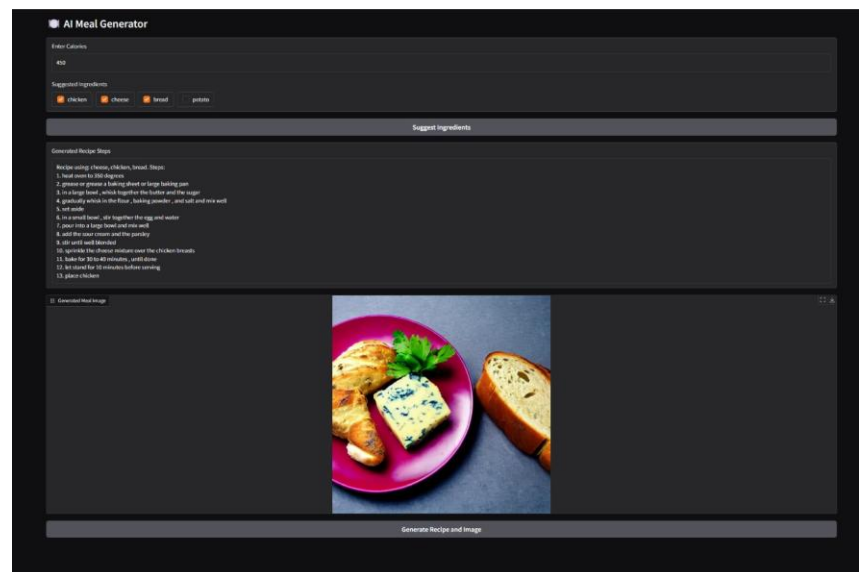 AI Meal Generator
Enter Calories
450
Suggested Ingredients
chicken cheese bread potato
Suggest Ingredients
Generated Recipe Steps
Recipe using: cheese, chicken, bread. Steps:
1. heat oven to 350 degrees
2. grease or grease a baking sheet or large baking pan
3. in a large bowl , whisk together the butter and the sugar
4. gradually whisk in the flour , baking powder , and salt and mix well
5. set aside
6. in a small bowl , stir together the egg and water
7. pour into a large bowl and mix well
8. add the sour cream and the parsley
9. stir until well blended
10. sprinkle the cheese mixture over the chicken breasts
11. bake for 30 to 40 minutes , until done
12. let stand for 10 minutes before serving
13. place chicken
Generated Meal Image
Generate Recipe and Image